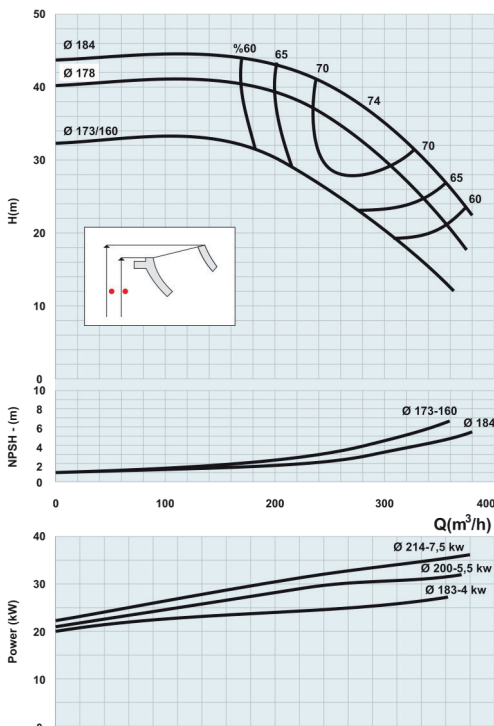 50
Ø 184
%60
65
70
Ø 178
40
74
Ø 173/160
70
30
65
H(m)
60
20
10
0
10
Ø 173-160
8
NPSH - (m)
6
Ø 184
4
2
0
0
100
200
300
400
Q(m³/h)
40
Ø 214-7,5 kw
Ø 200-5,5 kw
30
Ø 183-4 kw
Power (kW)
20
10
0